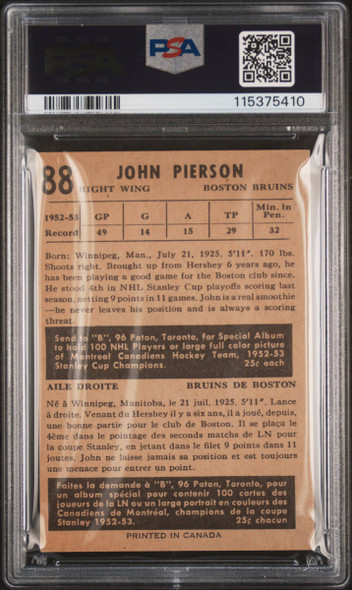 PSA
115375410
88 JOHN PIERSON
RIGHT WING BOSTON BRUINS
1952-53 GP G A TP Min. in Pen.
Record 49 14 15 29 32
Born: Winnipeg, Man., July 21, 1925. 5'11". 170 lbs.
Shoots right. Brought up from Hershey 6 years ago, he
has been playing a good game for the Boston club since.
He stood 4th in NHL Stanley Cup playoffs scoring last
season, netting 9 points in 11 games. John is a real smoothie
—he never leaves his position and is always a
scoring threat.
Send to "B", 96 Paton, Toronto, for Special Album
to hold 100 NHL Players or large full color picture
of Montreal Canadiens Hockey Team, 1952-53
Stanley Cup Champions. 25¢ each
AILE DROITE BRUINS DE BOSTON
Né à Winnipeg, Manitoba, le 21 juil. 1925. 5'11". Lance
à droite. Venant du Hershey il y a six ans, il a joué, depuis,
une bonne partie pour le club de Boston. Il se plaça le
4ème dans le pointage des seconds matchs de LN pour
la coupe Stanley, en jetant dans le filet 9 points dans 11
joutes. John ne laisse jamais sa position et est toujours
une menace pour entrer un point.
Faites la demande à "B", 96 Paton, Toronto, pour
un album spécial pour contenir 100 cartes des
joueurs de la LN ou un large portrait en couleurs des
Canadiens de Montréal, champions de la coupe
Stanley 1952-53. 25¢ chacun
PRINTED IN CANADA